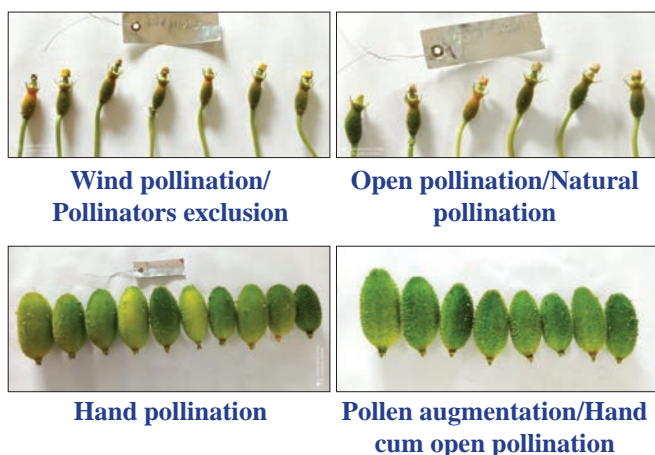 Wind pollination/
Pollinators exclusion
Open pollination/Natural
pollination
Hand pollination
Pollen augmentation/Hand
cum open pollination